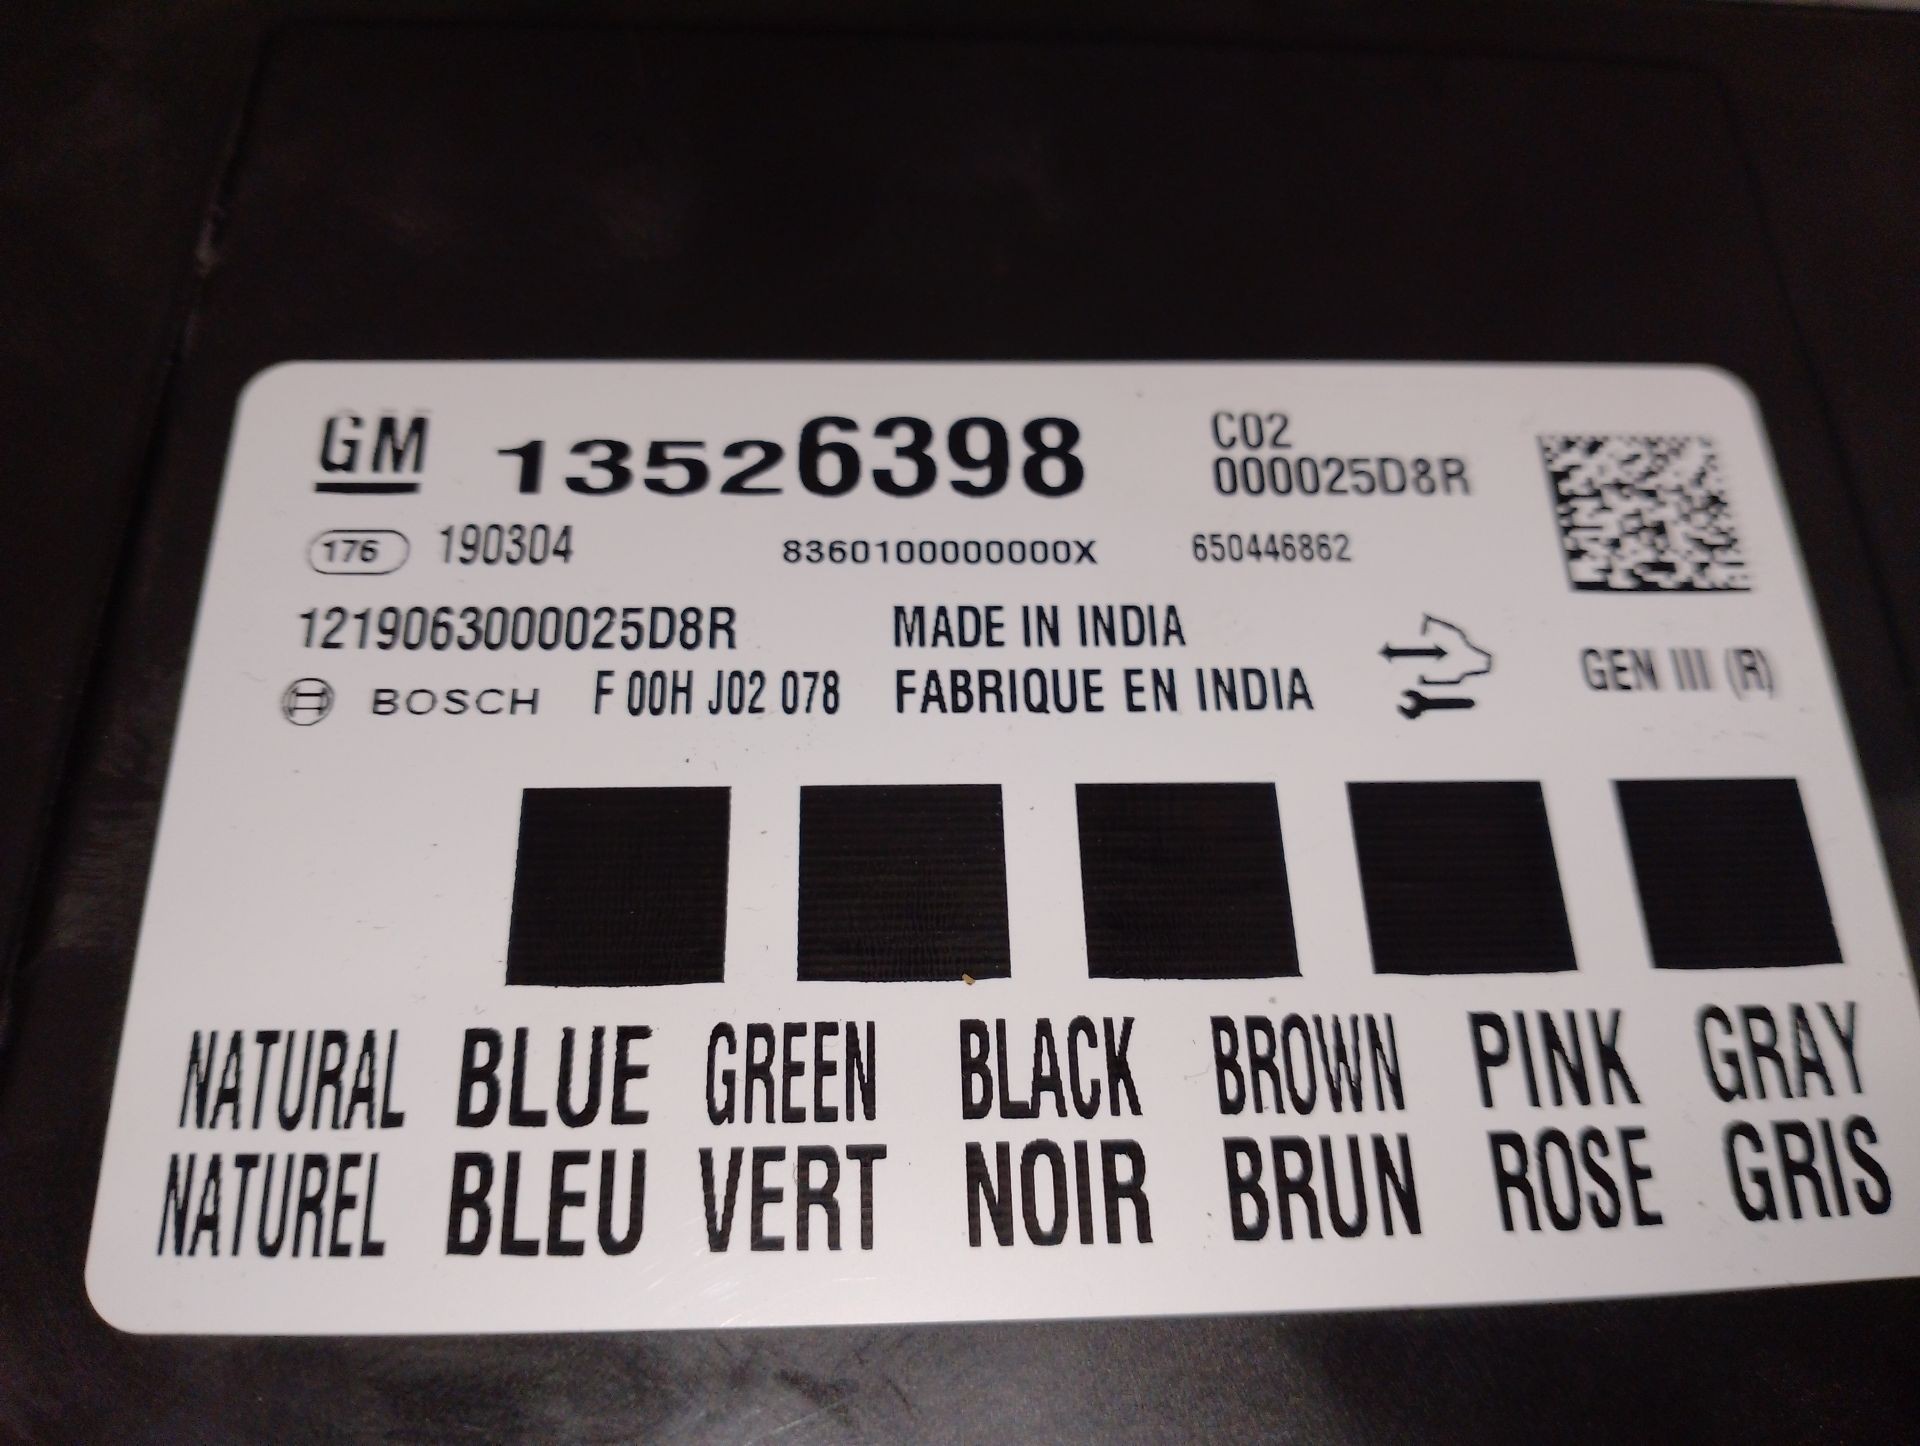 GM 13526398 C02
000025D8R
176 190304 8360100000000X 650446862
1219063000025D8R MADE IN INDIA
BOSCH F 00H J02 078 FABRIQUE EN INDIA GEN III (R)
NATURAL BLUE GREEN BLACK BROWN PINK GRAY
NATUREL BLEU VERT NOIR BRUN ROSE GRIS